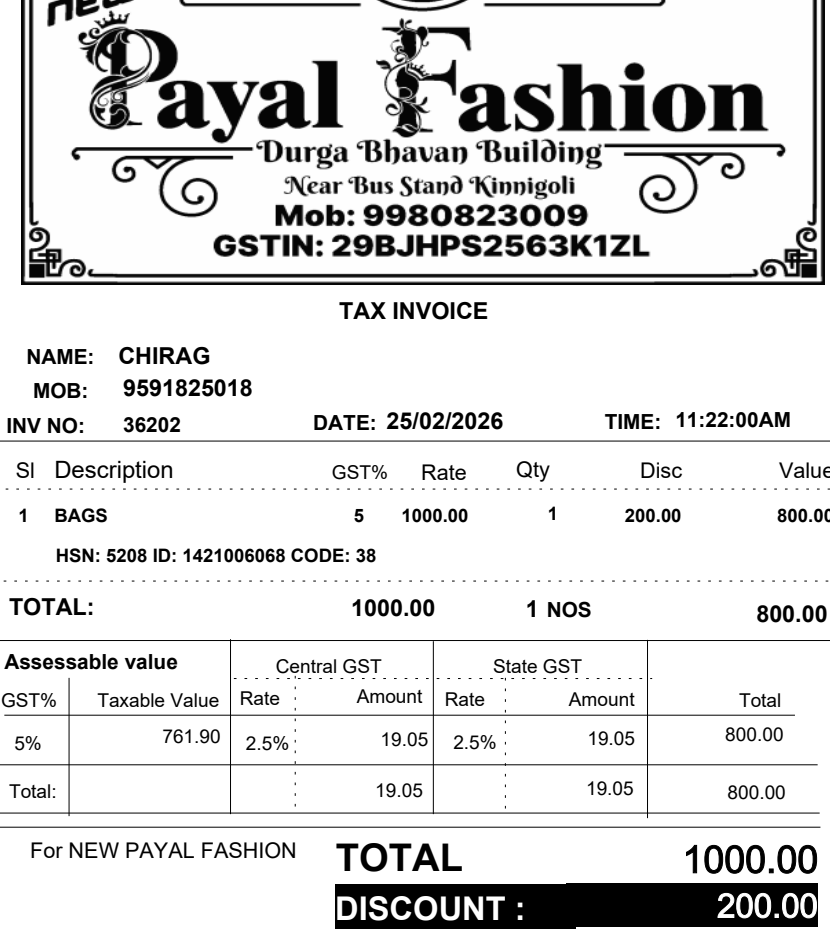 new
Payal Fashion
Durga Bhavan Building
Near Bus Stand Kinnigoli
Mob: 9980823009
GSTIN: 29BJHPS2563K1ZL
TAX INVOICE
NAME: CHIRAG
MOB: 9591825018
INV NO: 36202 DATE: 25/02/2026 TIME: 11:22:00AM
Sl Description GST% Rate Qty Disc Value
1 BAGS 5 1000.00 1 200.00 800.00
HSN: 5208 ID: 1421006068 CODE: 38
TOTAL: 1000.00 1 NOS 800.00
Assessable value Central GST State GST
GST% Taxable Value Rate Amount Rate Amount Total
5% 761.90 2.5% 19.05 2.5% 19.05 800.00
Total: 19.05 19.05 800.00
For NEW PAYAL FASHION TOTAL 1000.00
DISCOUNT : 200.00